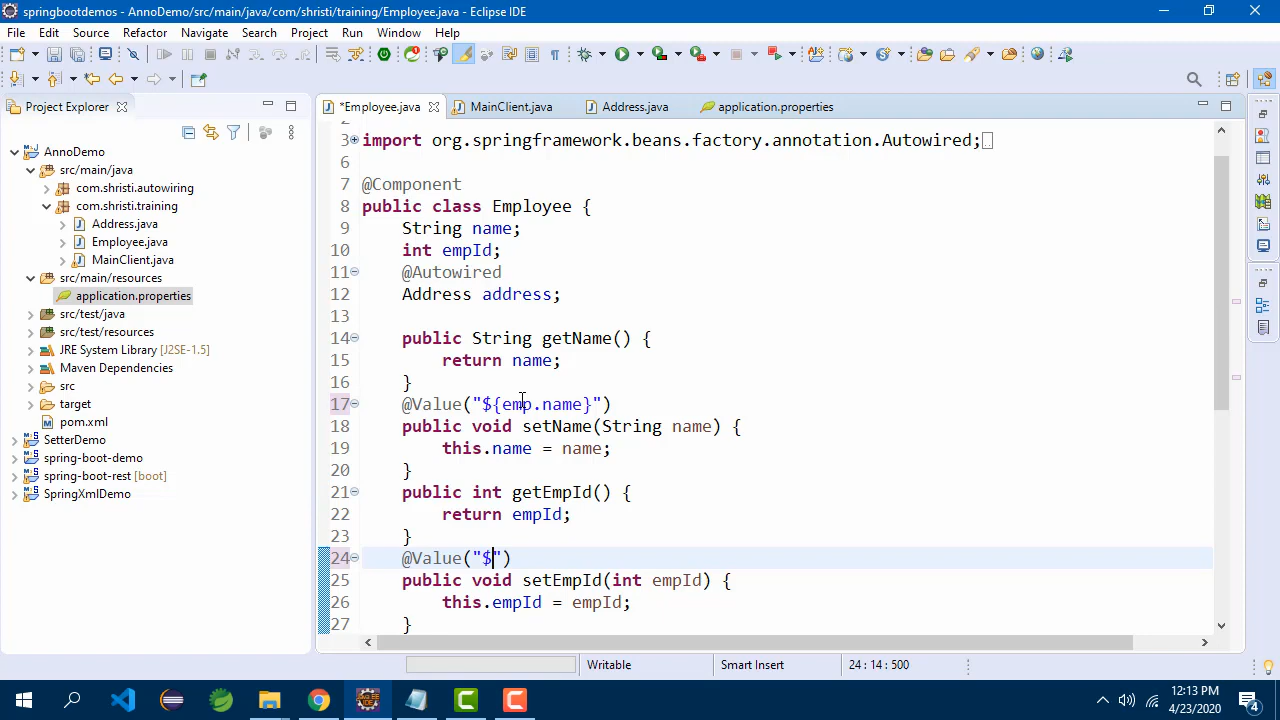 springbootdemos - AnnoDemo/src/main/java/com/shristi/training/Employee.java - Eclipse IDE
File Edit Source Refactor Navigate Search Project Run Window Help
Project Explorer
*Employee.java MainClient.java Address.java application.properties
AnnoDemo
src/main/java
com.shristi.autowiring
com.shristi.training
Address.java
Employee.java
MainClient.java
src/main/resources
application.properties
src/test/java
src/test/resources
JRE System Library [J2SE-1.5]
Maven Dependencies
src
target
pom.xml
SetterDemo
spring-boot-demo
spring-boot-rest [boot]
SpringXmlDemo
2
3 import org.springframework.beans.factory.annotation.Autowired;
6
7 @Component
8 public class Employee {
9 String name;
10 int empId;
11 @Autowired
12 Address address;
13
14 public String getName() {
15 return name;
16 }
17 @Value("${emp.name}")
18 public void setName(String name) {
19 this.name = name;
20 }
21 public int getEmpId() {
22 return empId;
23 }
24 @Value("$")
25 public void setEmpId(int empId) {
26 this.empId = empId;
27 }
Writable Smart Insert 24 : 14 : 500
12:13 PM
4/23/2020
4